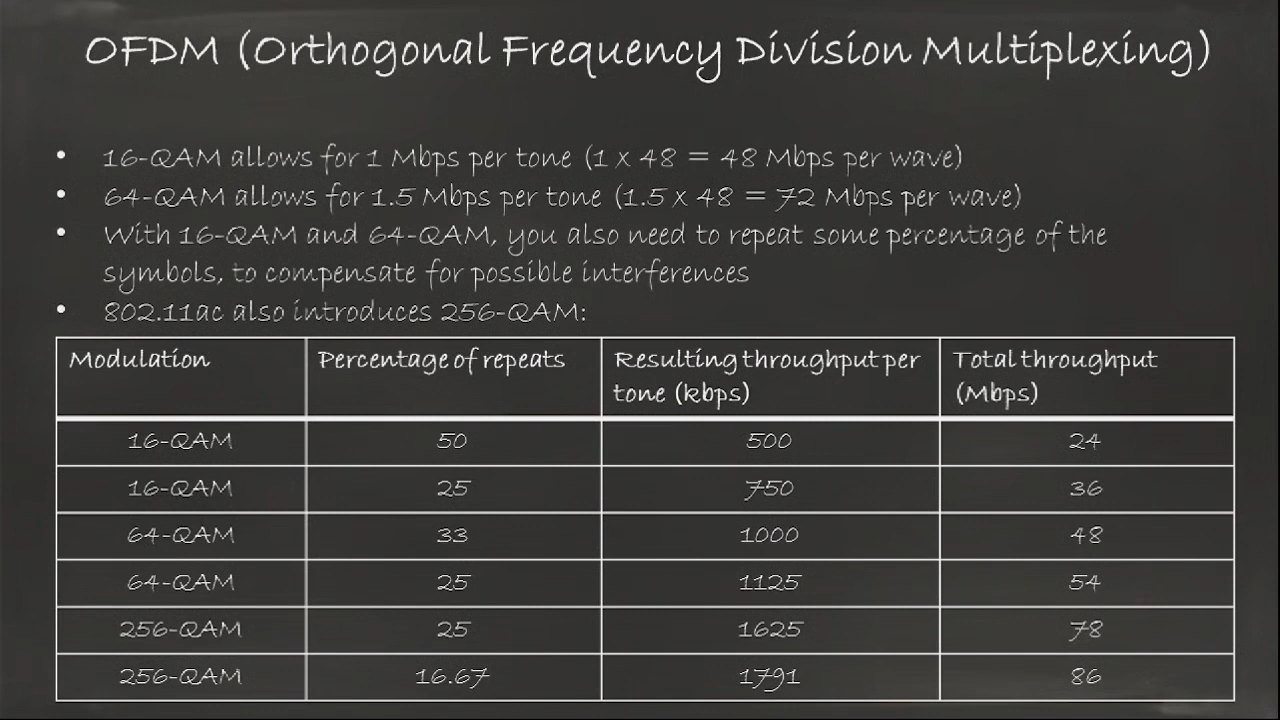 OFDM (Orthogonal Frequency Division Multiplexing)
• 16-QAM allows for 1 Mbps per tone (1 x 48 = 48 Mbps per wave)
• 64-QAM allows for 1.5 Mbps per tone (1.5 x 48 = 72 Mbps per wave)
• With 16-QAM and 64-QAM, you also need to repeat some percentage of the
symbols, to compensate for possible interferences
• 802.11ac also introduces 256-QAM:
Modulation Percentage of repeats Resulting throughput per Total throughput
tone (kbps) (Mbps)
16-QAM 50 500 24
16-QAM 25 750 36
64-QAM 33 1000 48
64-QAM 25 1125 54
256-QAM 25 1625 78
256-QAM 16.67 1791 86